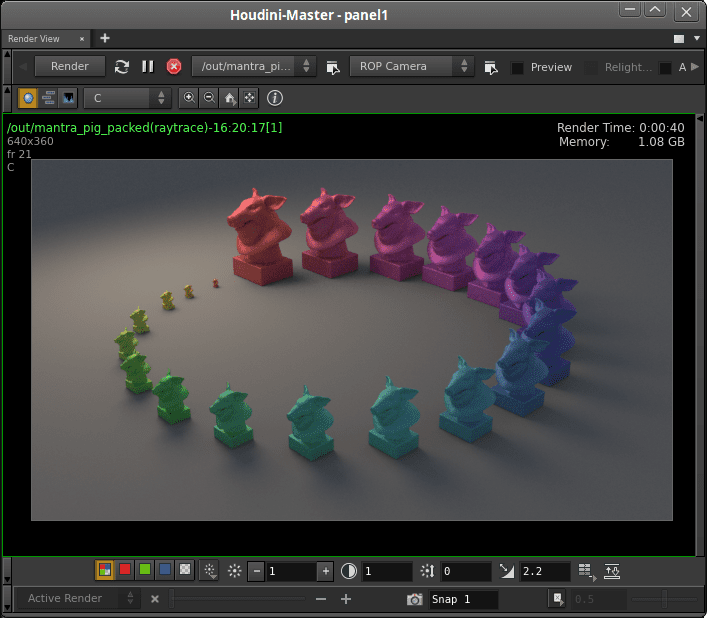 Houdini-Master - panel1
Render View × +
Render /out/mantra_pi... ROP Camera Preview Relight... A
C
/out/mantra_pig_packed(raytrace)-16:20:17[1] Render Time: 0:00:40
640x360 Memory: 1.08 GB
fr 21
C
1 1 0 2.2
Active Render Snap 1 0.5